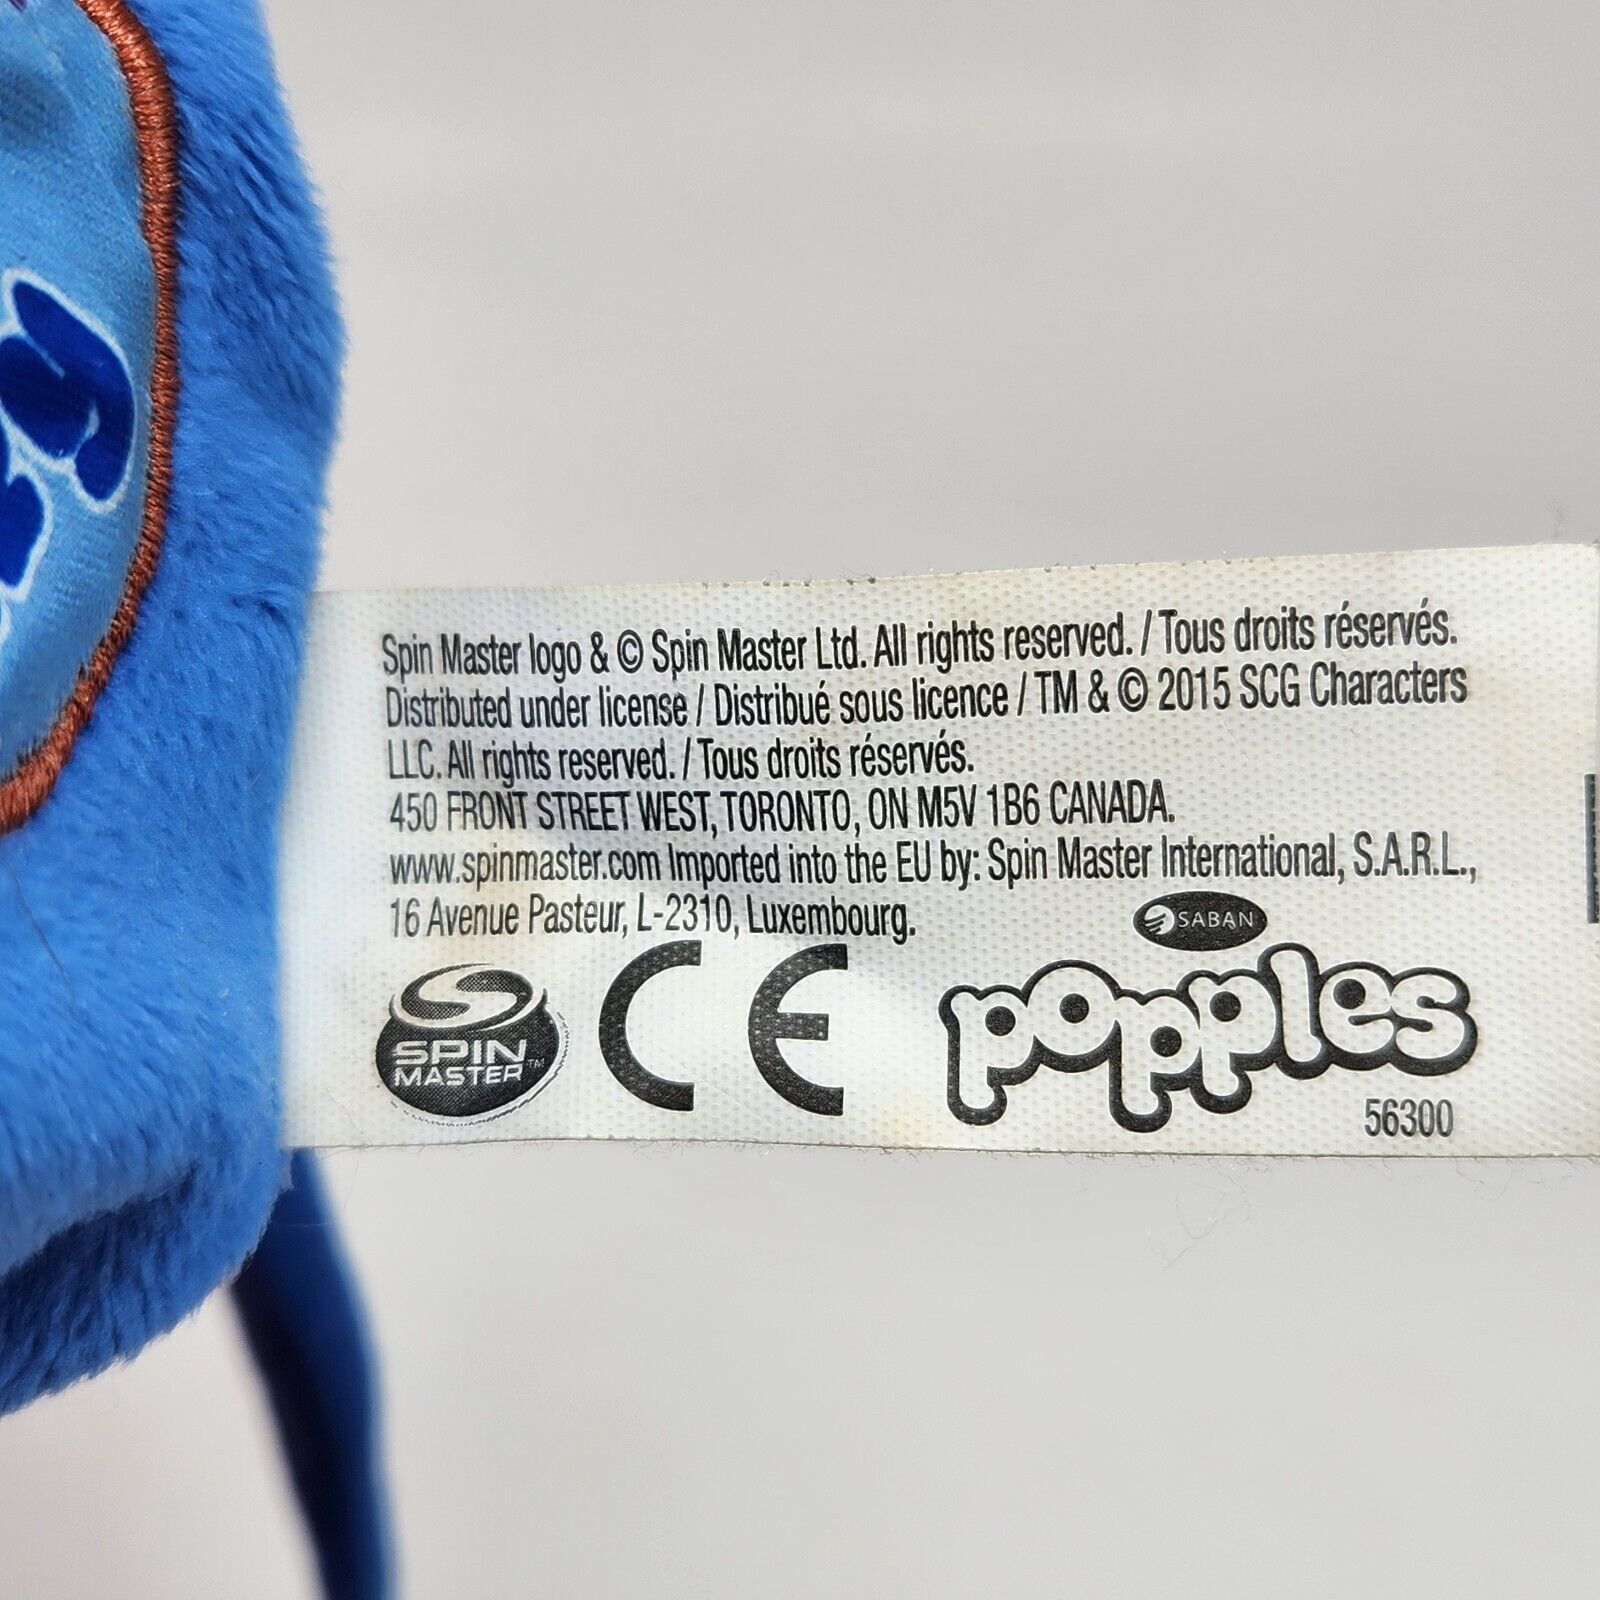 Spin Master logo & © Spin Master Ltd. All rights reserved. / Tous droits réservés.
Distributed under license / Distribué sous licence / TM & © 2015 SCG Characters
LLC. All rights reserved. / Tous droits réservés.
450 FRONT STREET WEST, TORONTO, ON M5V 1B6 CANADA.
www.spinmaster.com Imported into the EU by: Spin Master International, S.A.R.L.,
16 Avenue Pasteur, L-2310, Luxembourg.
SABAN
SPIN
MASTER™
CE
popples
56300